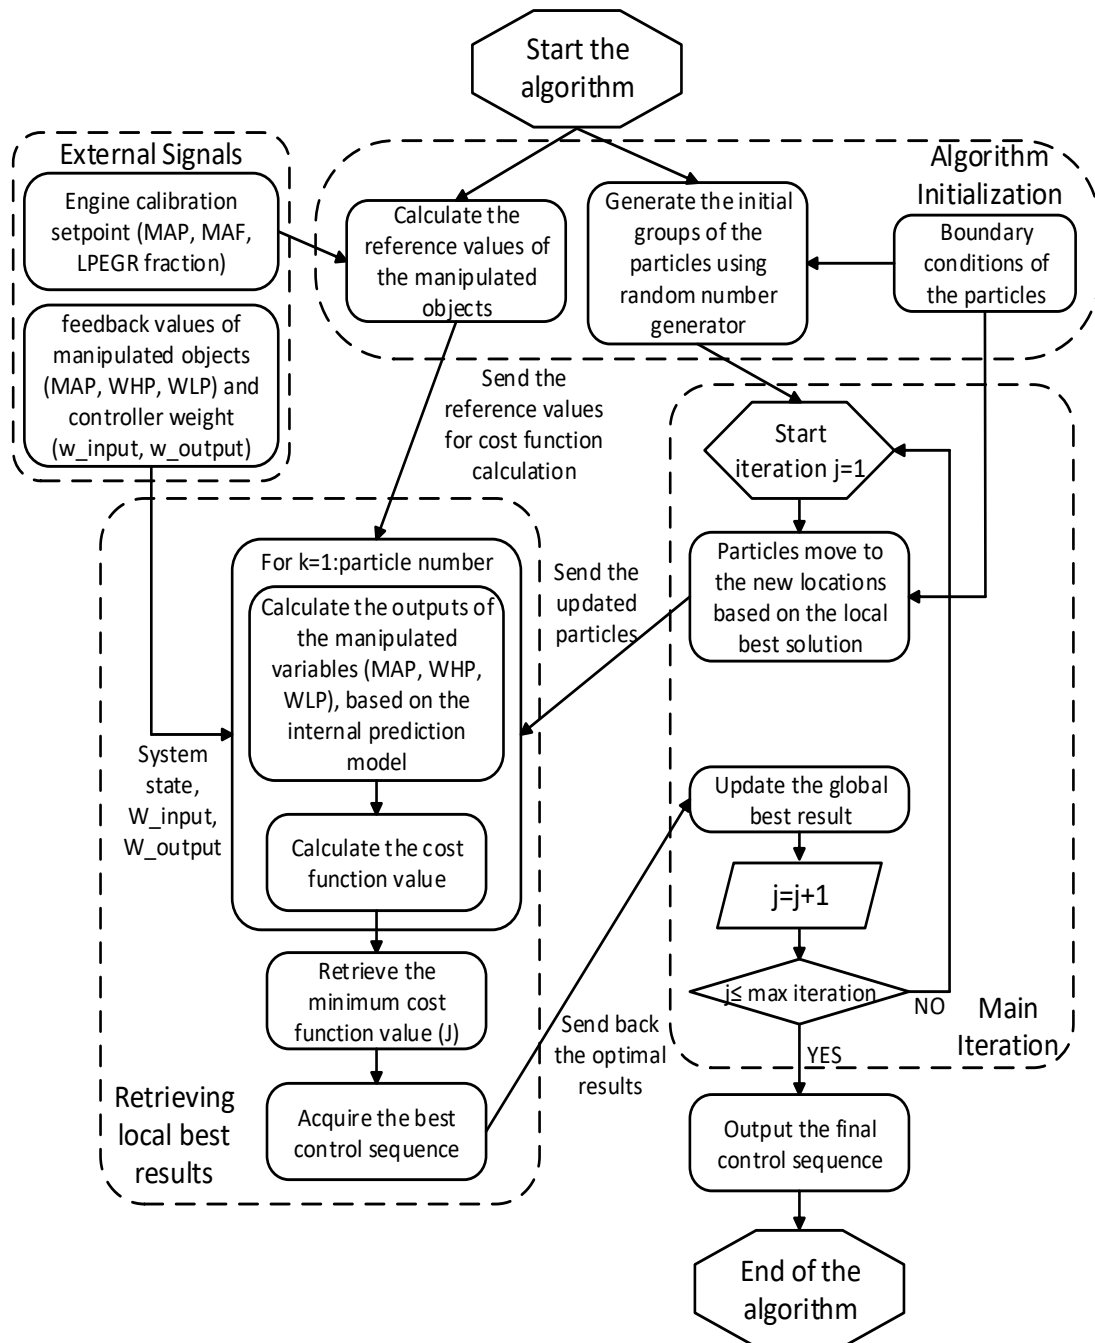 Start the
algorithm
External Signals
Engine calibration
setpoint (MAP, MAF,
LPEGR fraction)
feedback values of
manipulated objects
(MAP, WHP, WLP) and
controller weight
(w_input, w_output)
Algorithm
Initialization
Calculate the
reference values of
the manipulated
objects
Generate the initial
groups of the
particles using
random number
generator
Boundary
conditions of
the particles
Send the
reference values
for cost function
calculation
Start
iteration j=1
Particles move to
the new locations
based on the local
best solution
Send the
updated
particles
For k=1:particle number
Calculate the outputs of
the manipulated
variables (MAP, WHP,
WLP), based on the
internal prediction
model
System
state,
W_input,
W_output
Calculate the cost
function value
Retrieve the
minimum cost
function value (J)
Acquire the best
control sequence
Retrieving
local best
results
Send back
the optimal
results
Update the global
best result
j=j+1
j≤ max iteration
NO
YES
Main
Iteration
Output the final
control sequence
End of the
algorithm